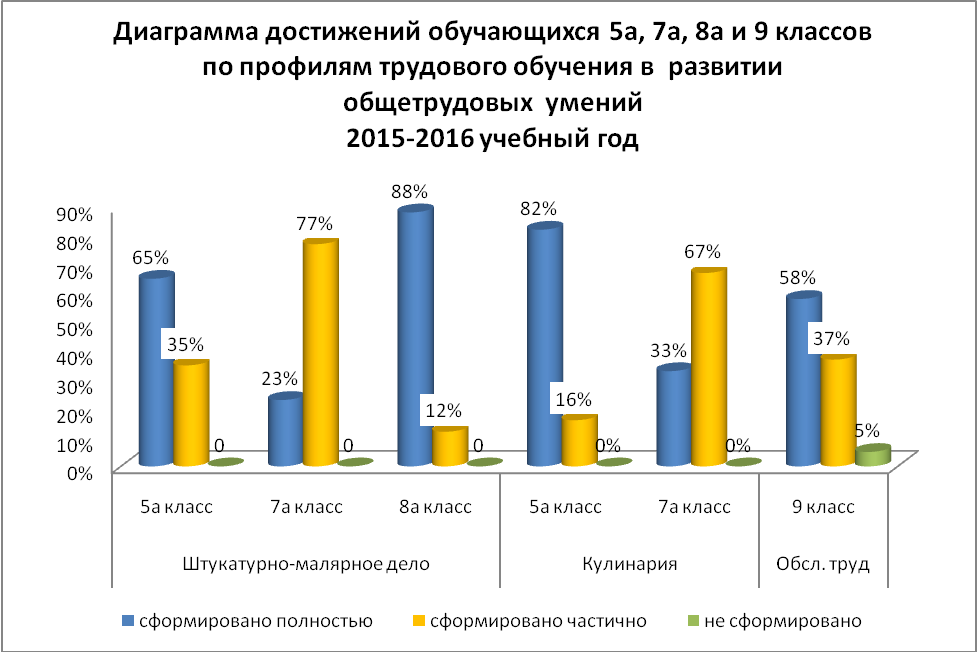 Диаграмма достижений обучающихся 5а, 7а, 8а и 9 классов
по профилям трудового обучения в развитии
общетрудовых умений
2015-2016 учебный год
90%
80%
70%
60%
50%
40%
30%
20%
10%
0%
65%
35%
0
23%
77%
0
88%
12%
0
82%
16%
0%
33%
67%
0%
58%
37%
5%
5а класс
7а класс
8а класс
5а класс
7а класс
9 класс
Штукатурно-малярное дело
Кулинария
Обсл. труд
сформировано полностью
сформировано частично
не сформировано